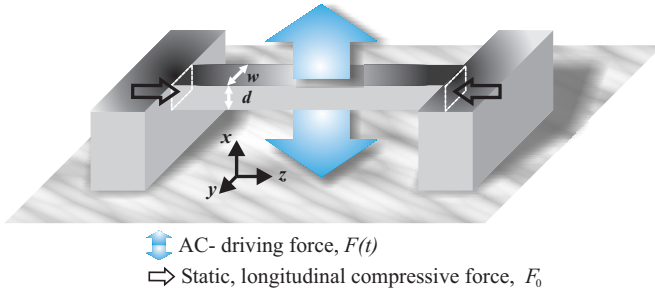 w
d
x
y
z
AC- driving force, F(t)
Static, longitudinal compressive force, F₀